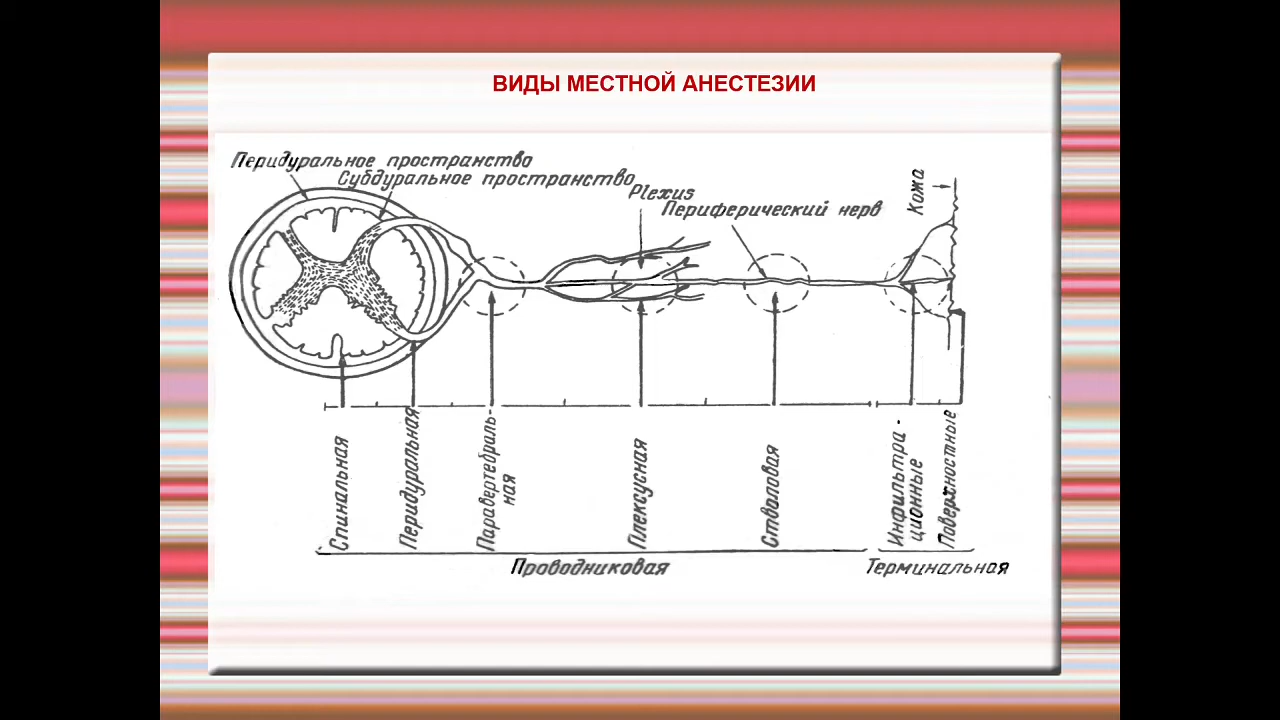 ВИДЫ МЕСТНОЙ АНЕСТЕЗИИ
Перидуральное пространство
Субдуральное пространство
Plexus
Периферический нерв
Кожа
Спинальная
Перидуральная
Паравертебраль-
ная
Плексусная
Стволовая
Инфильтра-
ционные
Поверхностные
Проводниковая
Терминальная